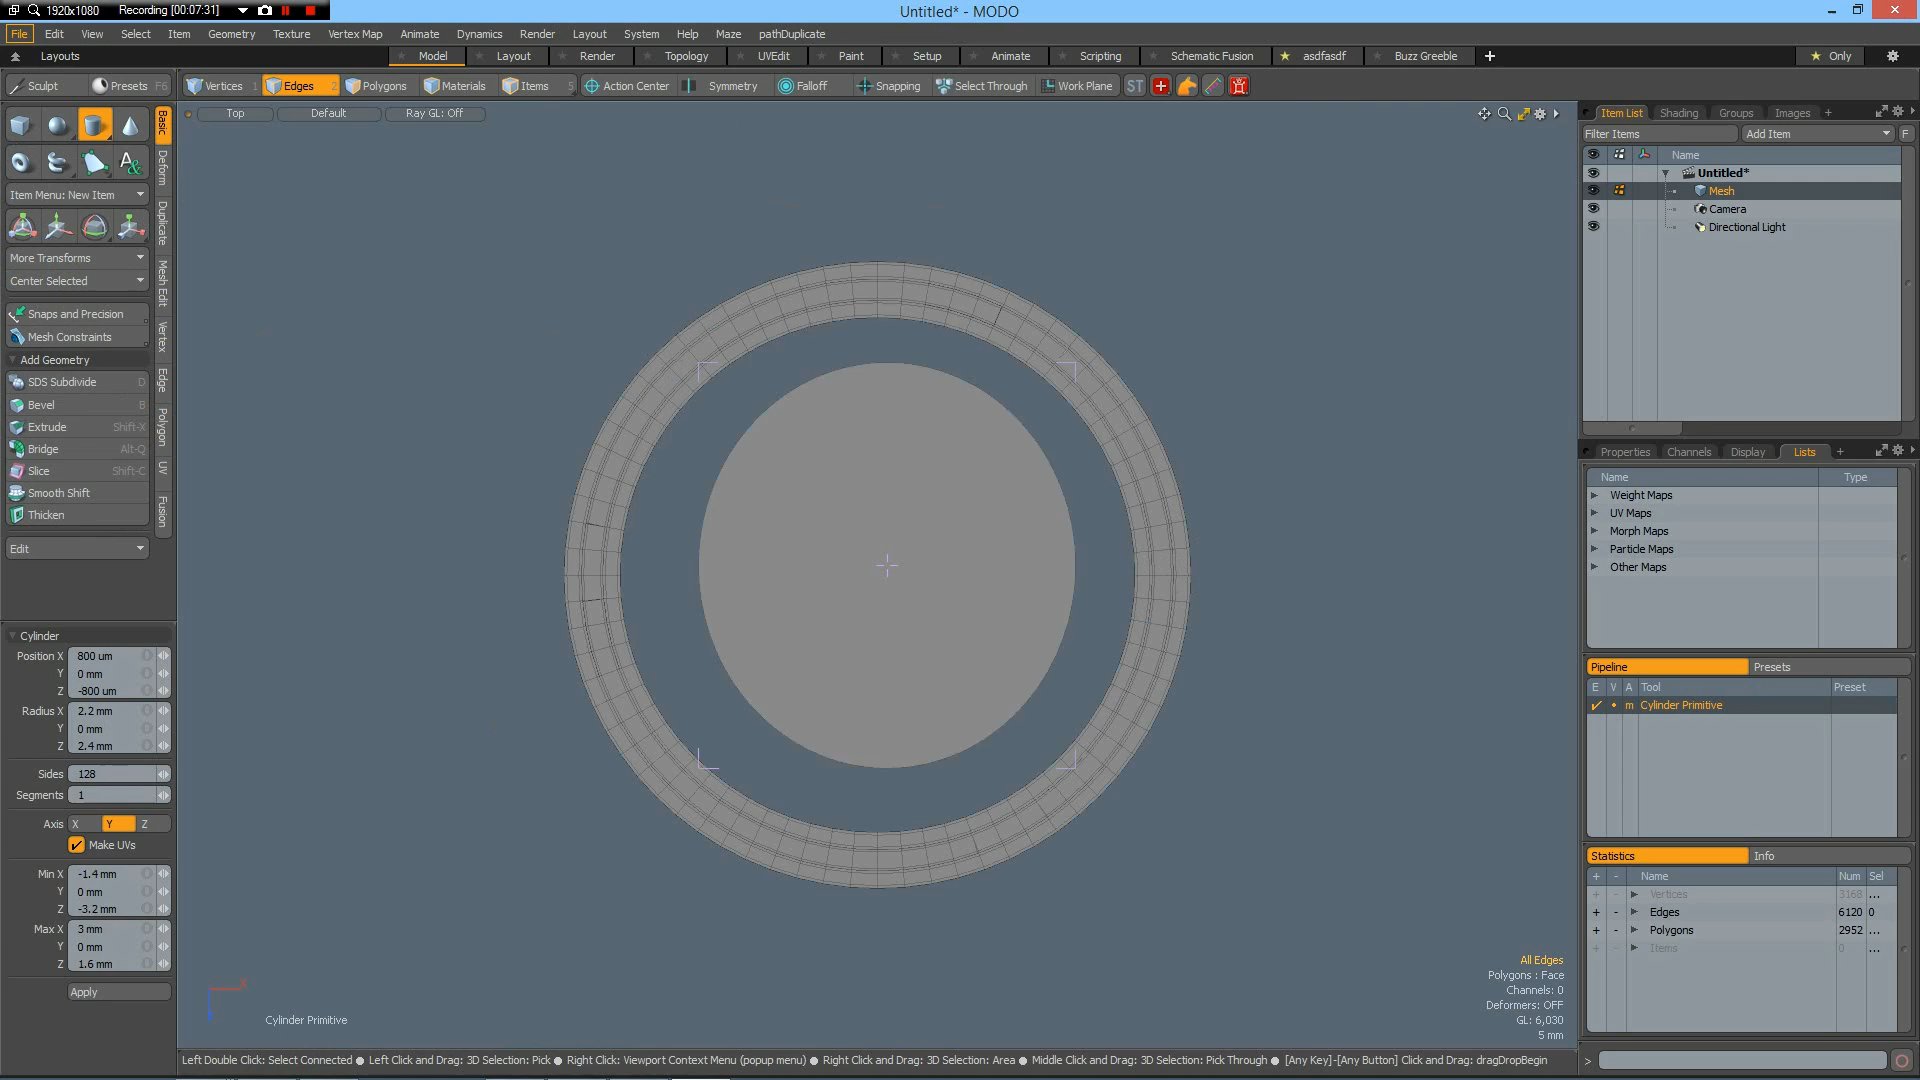 1920x1080 Recording [00:07:31]
Untitled* - MODO
File Edit View Select Item Geometry Texture Vertex Map Animate Dynamics Render Layout System Help Maze pathDuplicate
Layouts Model Layout Render Topology UVEdit Paint Setup Animate Scripting Schematic Fusion asdfasdf Buzz Greeble Only
Sculpt Presets F6 Vertices 1 Edges 2 Polygons Materials Items 5 Action Center Symmetry Falloff Snapping Select Through Work Plane ST
Top Default Ray GL: Off
Item List Shading Groups Images +
Filter Items Add Item F
Name
Untitled*
Mesh
Camera
Directional Light
Basic
Deform
Duplicate
Mesh Edit
Vertex
Edge
Polygon
UV
Fusion
Item Menu: New Item
More Transforms
Center Selected
Snaps and Precision
Mesh Constraints
Add Geometry
SDS Subdivide D
Bevel B
Extrude Shift-X
Bridge Alt-Q
Slice Shift-C
Smooth Shift
Thicken
Edit
Cylinder
Position X 800 um
Y 0 mm
Z -800 um
Radius X 2.2 mm
Y 0 mm
Z 2.4 mm
Sides 128
Segments 1
Axis X Y Z
Make UVs
Min X -1.4 mm
Y 0 mm
Z -3.2 mm
Max X 3 mm
Y 0 mm
Z 1.6 mm
Apply
X
Cylinder Primitive
All Edges
Polygons : Face
Channels: 0
Deformers: OFF
GL: 6,030
5 mm
Properties Channels Display Lists +
Name Type
Weight Maps
UV Maps
Morph Maps
Particle Maps
Other Maps
Pipeline Presets
E V A Tool Preset
m Cylinder Primitive
Statistics Info
+ - Name Num Sel
+ - Vertices 3168 ...
+ - Edges 6120 0
+ - Polygons 2952 ...
+ - Items 0 ...
Left Double Click: Select Connected ● Left Click and Drag: 3D Selection: Pick ● Right Click: Viewport Context Menu (popup menu) ● Right Click and Drag: 3D Selection: Area ● Middle Click and Drag: 3D Selection: Pick Through ● [Any Key]-[Any Button] Click and Drag: dragDropBegin
>